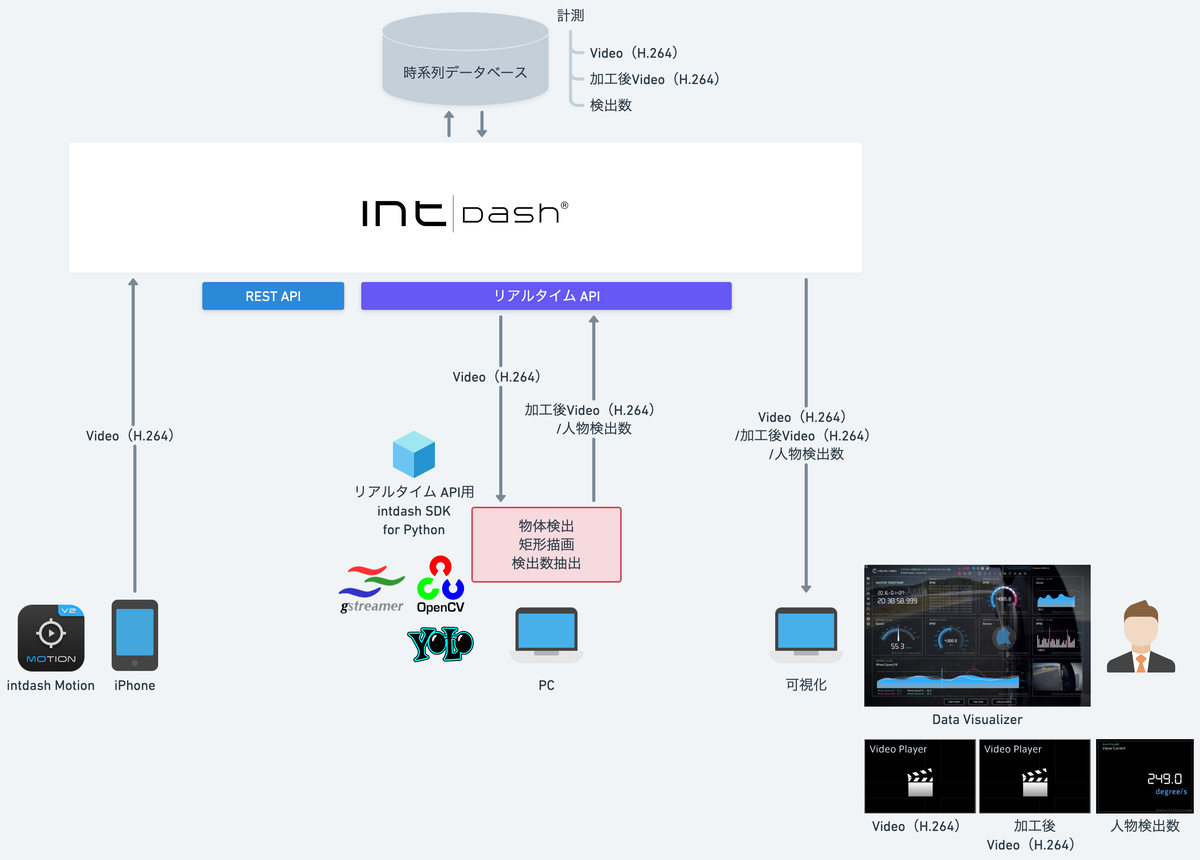 計測
Video（H.264）
加工後Video（H.264）
検出数
時系列データベース
ınt Dash®
REST API
リアルタイム API
Video（H.264）
Video（H.264）
加工後Video（H.264）
/人物検出数
Video（H.264）
/加工後Video（H.264）
/人物検出数
リアルタイム API用
intdash SDK
for Python
物体検出
矩形描画
検出数抽出
gstreamer
OpenCV
YOLO
V2
MOTION
intdash Motion
iPhone
PC
可視化
2016-01-07
20:38:58.999
55.3
Data Visualizer
Video Player
Video Player
Value Current
249.0
degree/s
Video（H.264）
加工後
Video（H.264）
人物検出数